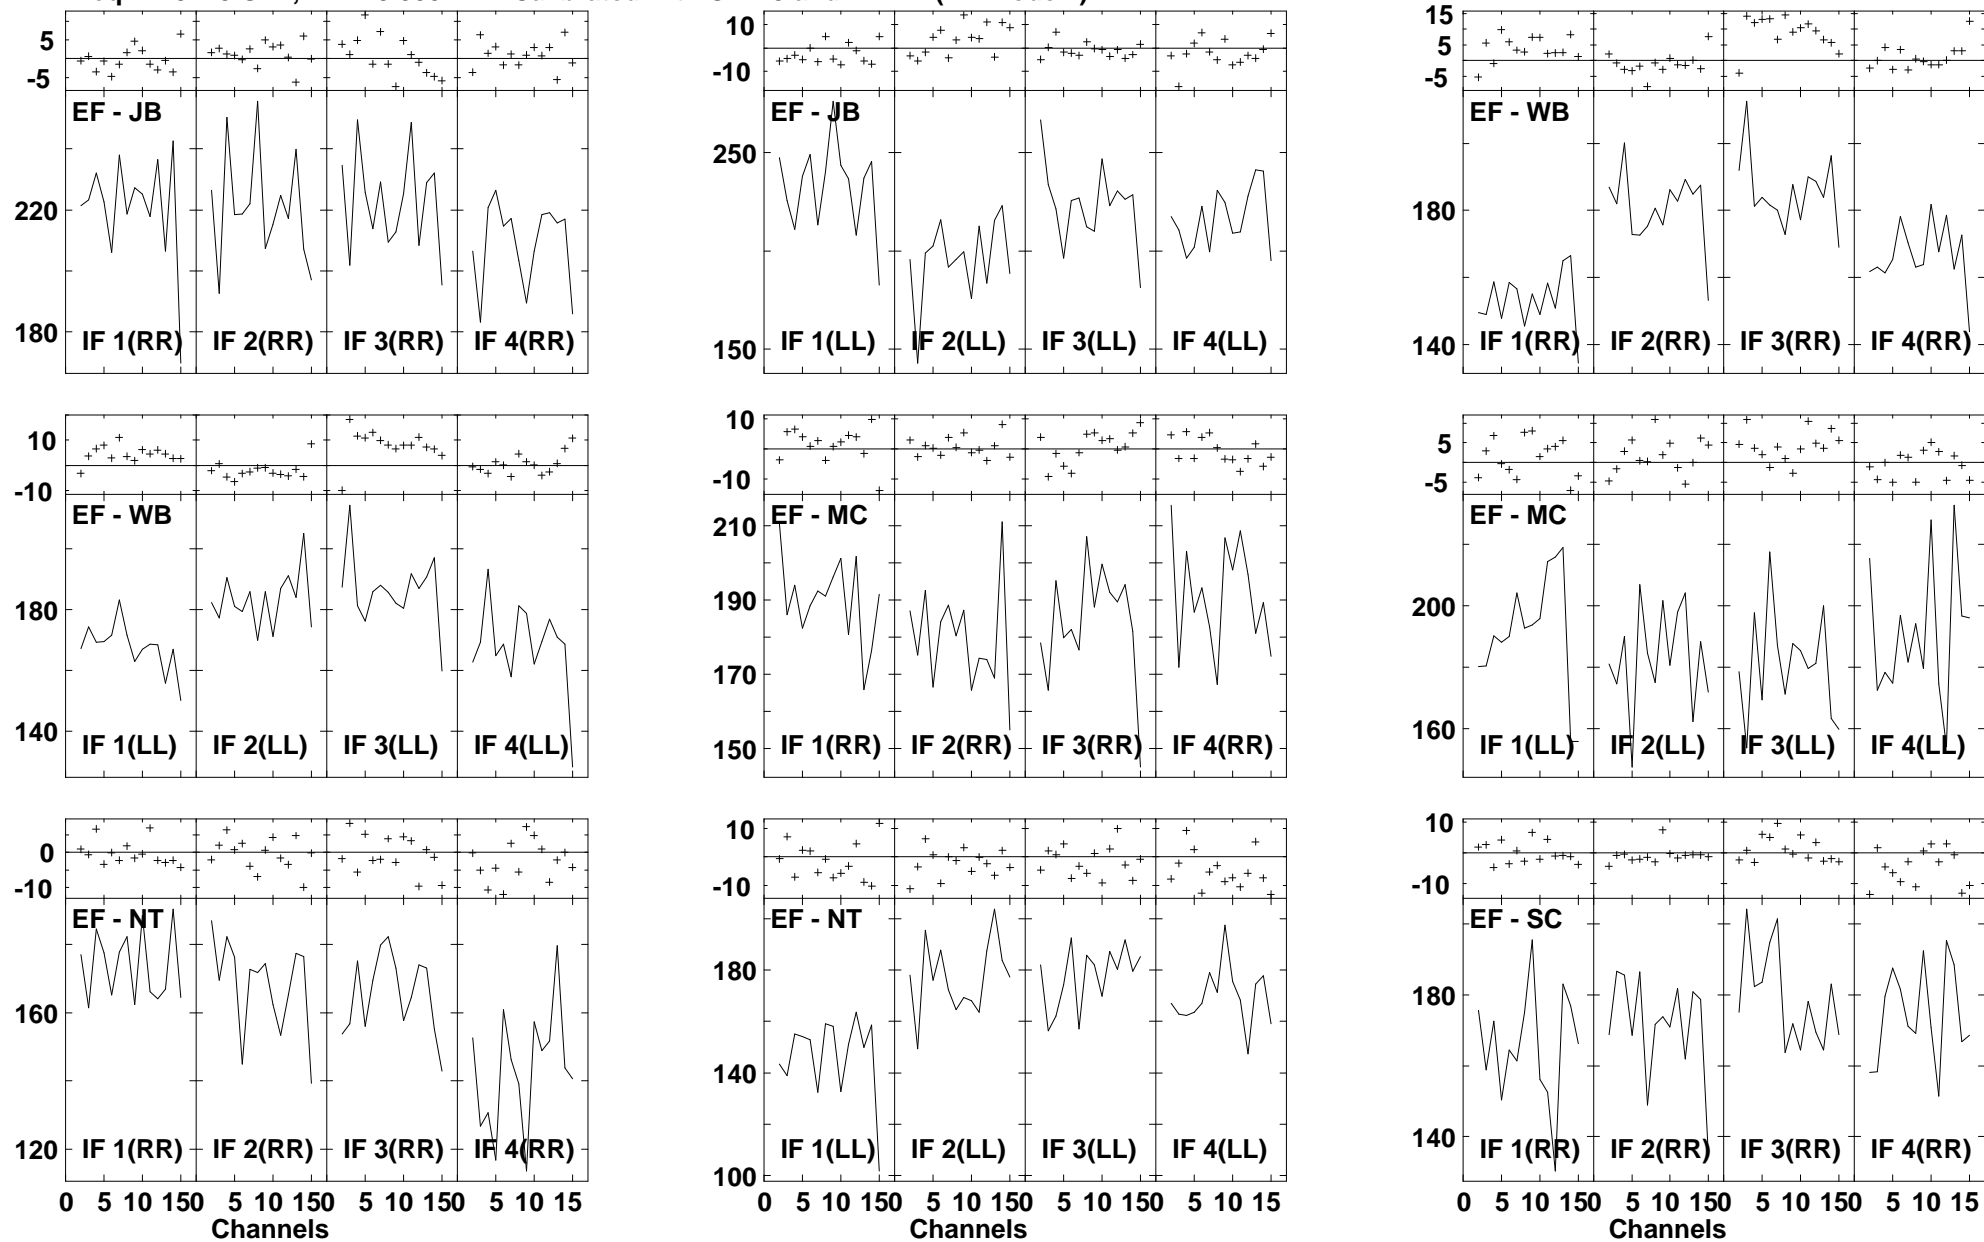 5 10 15
-5 -10 5
-5
EF - JB EF - JB EF - WB
250
220 180
180 150 140
IF 1(RR) IF 2(RR) IF 3(RR) IF 4(RR) IF 1(LL) IF 2(LL) IF 3(LL) IF 4(LL) IF 1(RR) IF 2(RR) IF 3(RR) IF 4(RR)
10 10 5
-10 -10 -5
EF - WB EF - MC EF - MC
210
180 190 200
170
140 150 160
IF 1(LL) IF 2(LL) IF 3(LL) IF 4(LL) IF 1(RR) IF 2(RR) IF 3(RR) IF 4(RR) IF 1(LL) IF 2(LL) IF 3(LL) IF 4(LL)
0 10 10
-10 -10 -10
EF - NT EF - NT EF - SC
180 180
160 140
120 100 140
IF 1(RR) IF 2(RR) IF 3(RR) IF 4(RR) IF 1(LL) IF 2(LL) IF 3(LL) IF 4(LL) IF 1(RR) IF 2(RR) IF 3(RR) IF 4(RR)
0 5 10 150 5 10 150 5 10 150 5 10 15 0 5 10 150 5 10 150 5 10 150 5 10 15 0 5 10 150 5 10 150 5 10 150 5 10 15
Channels Channels Channels